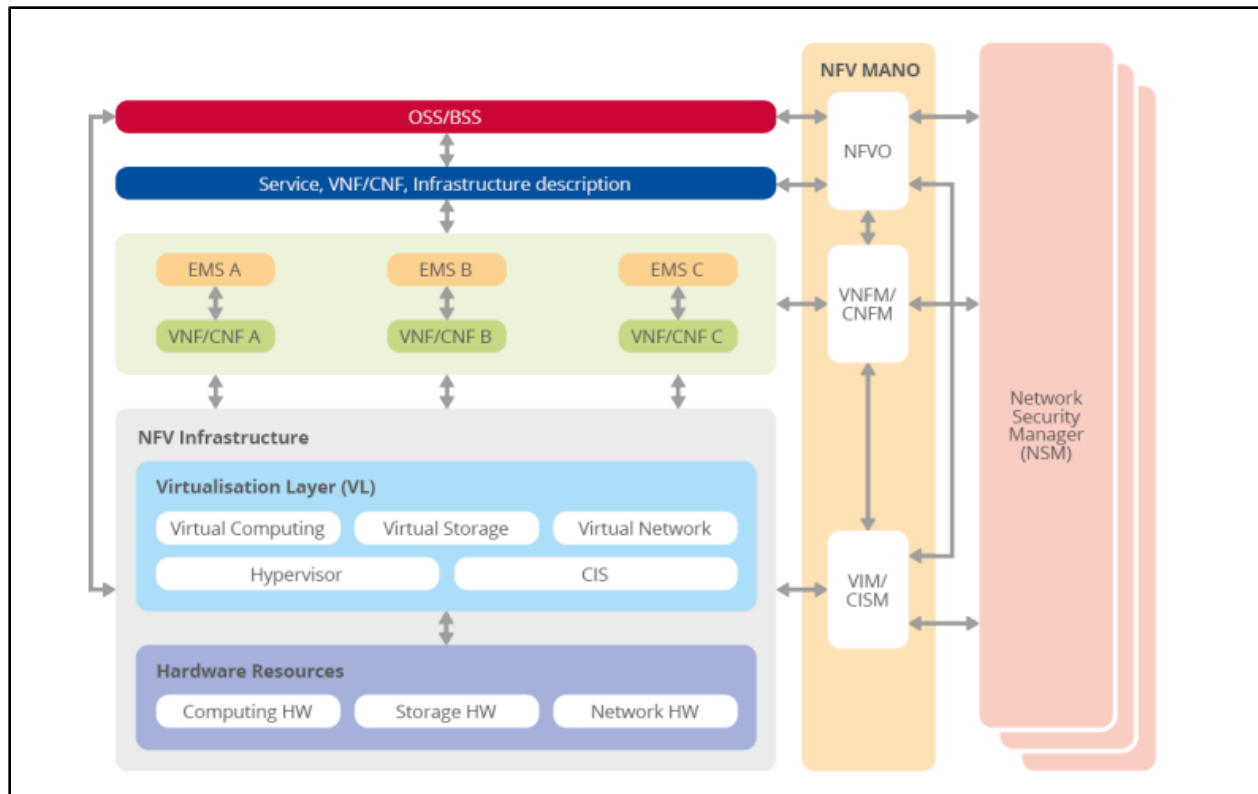 NFV MANO
OSS/BSS
NFVO
Service, VNF/CNF, Infrastructure description
EMS A
EMS B
EMS C
VNFM/
CNFM
VNF/CNF A
VNF/CNF B
VNF/CNF C
Network
Security
Manager
(NSM)
NFV Infrastructure
Virtualisation Layer (VL)
Virtual Computing
Virtual Storage
Virtual Network
Hypervisor
CIS
VIM/
CISM
Hardware Resources
Computing HW
Storage HW
Network HW